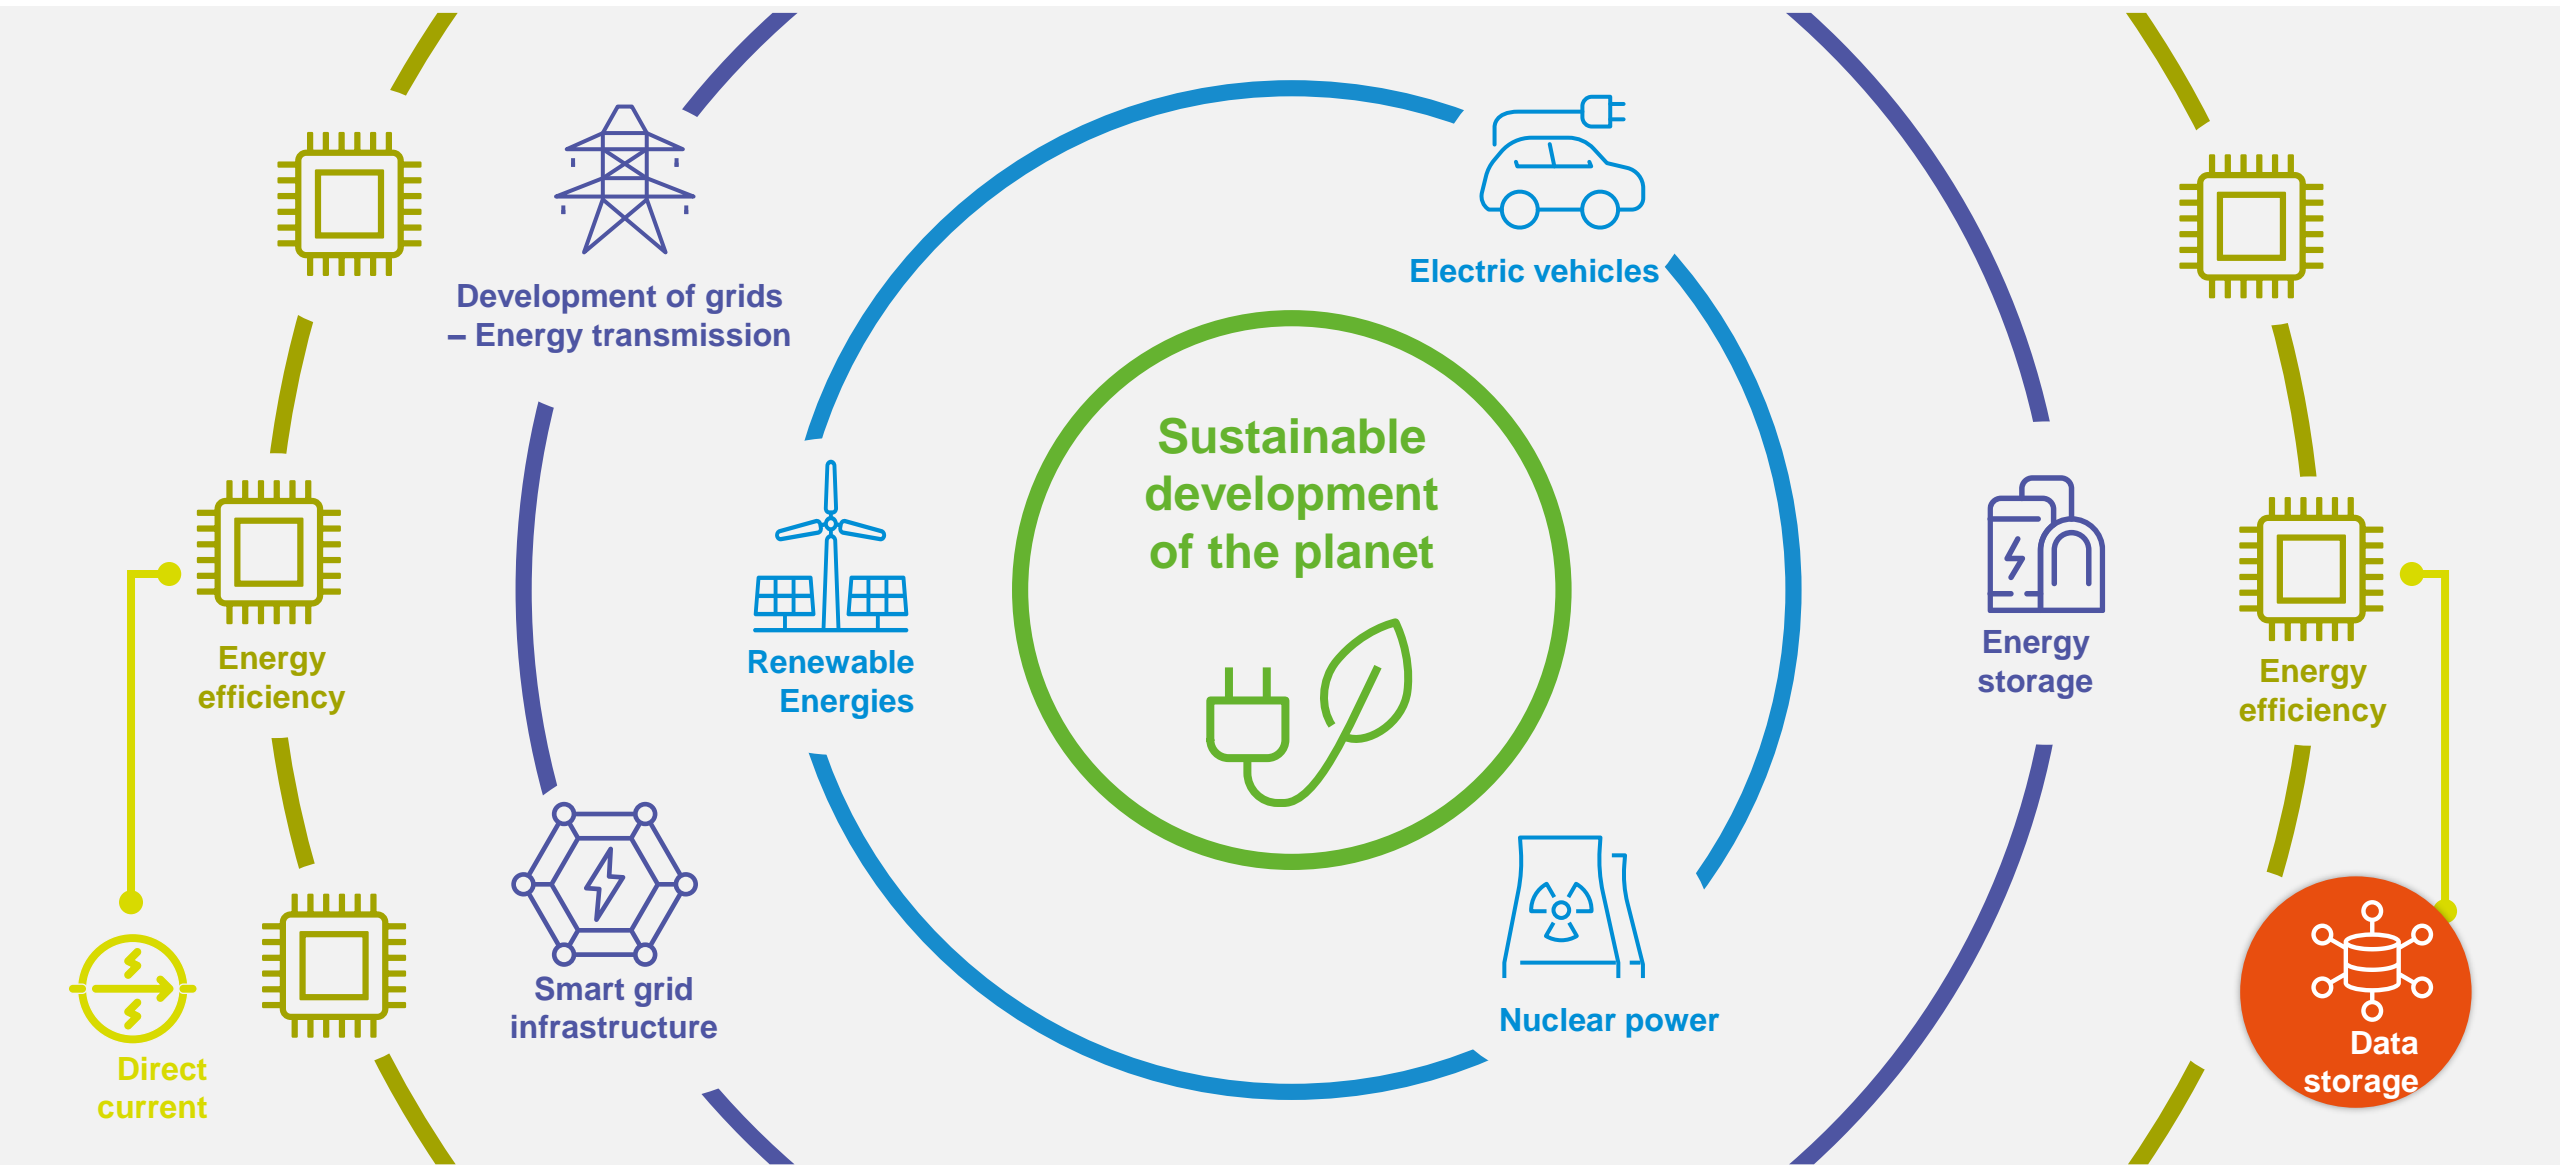 Development of grids
– Energy transmission
Electric vehicles
Sustainable
development
of the planet
Renewable
Energies
Energy
efficiency
Energy
storage
Energy
efficiency
Smart grid
infrastructure
Nuclear power
Direct
current
Data
storage